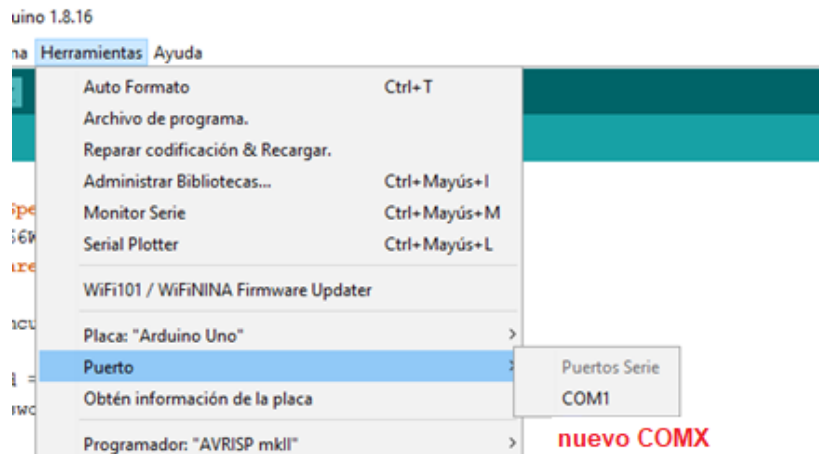 uino 1.8.16
na Herramientas Ayuda
Auto Formato Ctrl+T
Archivo de programa.
Reparar codificación & Recargar.
Administrar Bibliotecas... Ctrl+Mayús+I
Monitor Serie Ctrl+Mayús+M
Serial Plotter Ctrl+Mayús+L
WiFi101 / WiFiNINA Firmware Updater
Placa: "Arduino Uno"
Puerto
Puertos Serie
Obtén información de la placa
COM1
Programador: "AVRISP mkII"
nuevo COMX